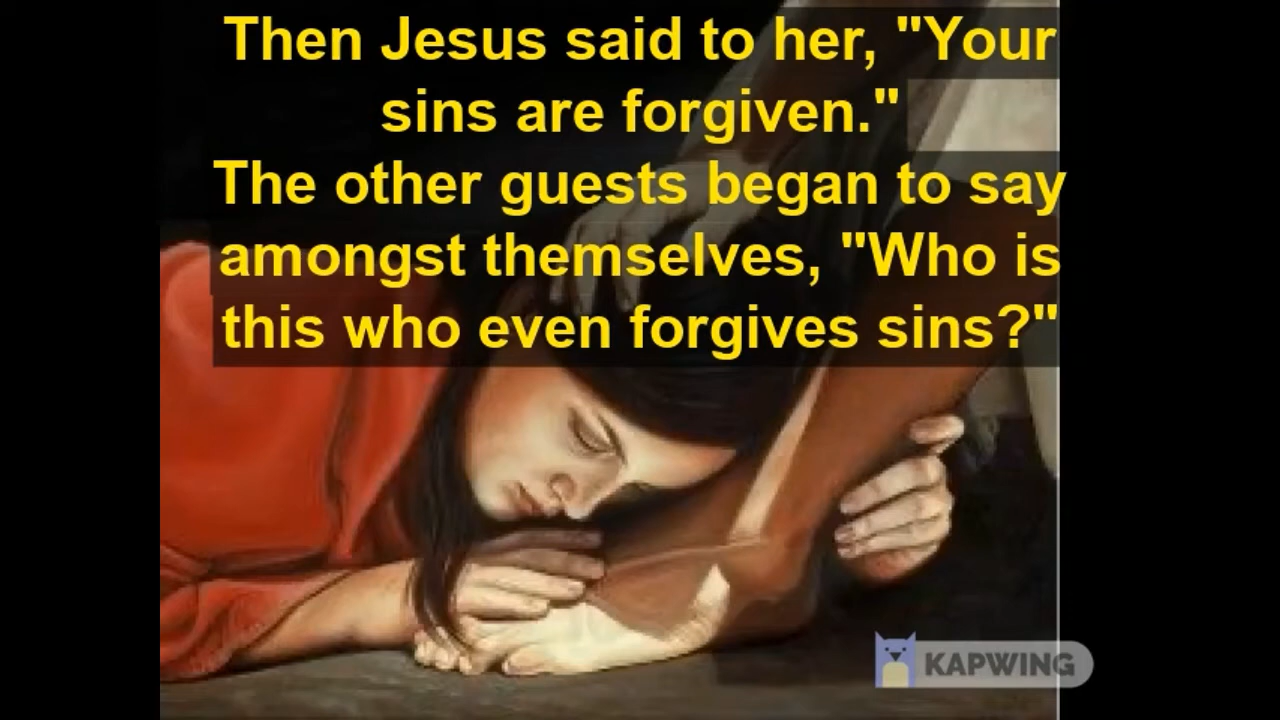 Then Jesus said to her, "Your
sins are forgiven."
The other guests began to say
amongst themselves, "Who is
this who even forgives sins?"
KAPWING